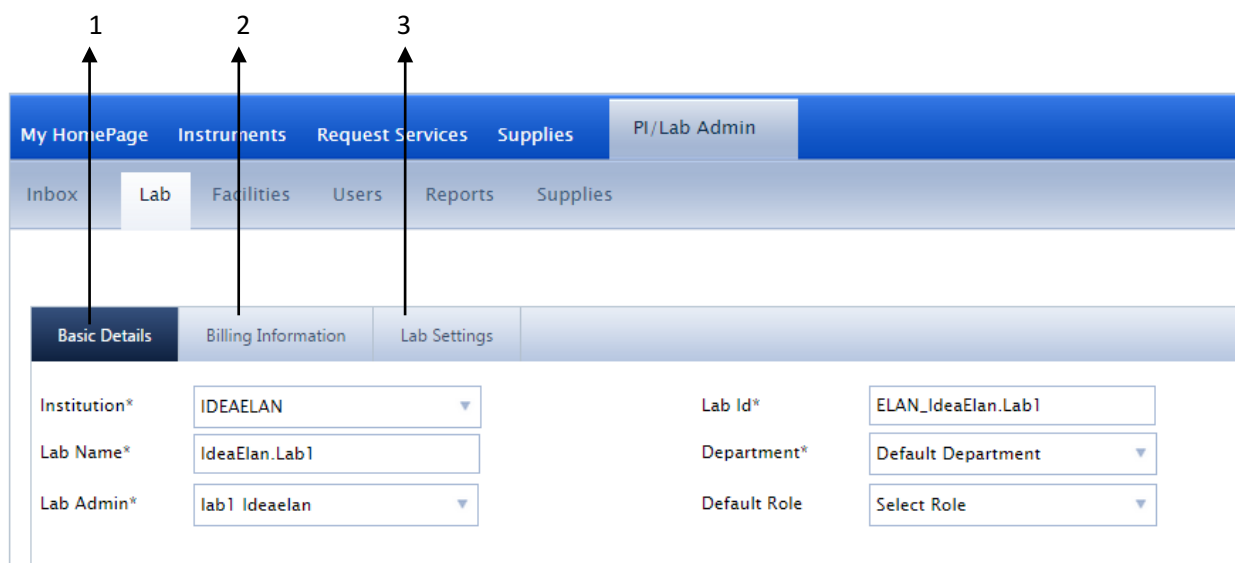 1 2 3
My HomePage Instruments Request Services Supplies PI/Lab Admin
Inbox Lab Facilities Users Reports Supplies
Basic Details Billing Information Lab Settings
Institution* IDEAELAN Lab Id* ELAN_IdeaElan.Lab1
Lab Name* IdeaElan.Lab1 Department* Default Department
Lab Admin* lab1 Ideaelan Default Role Select Role